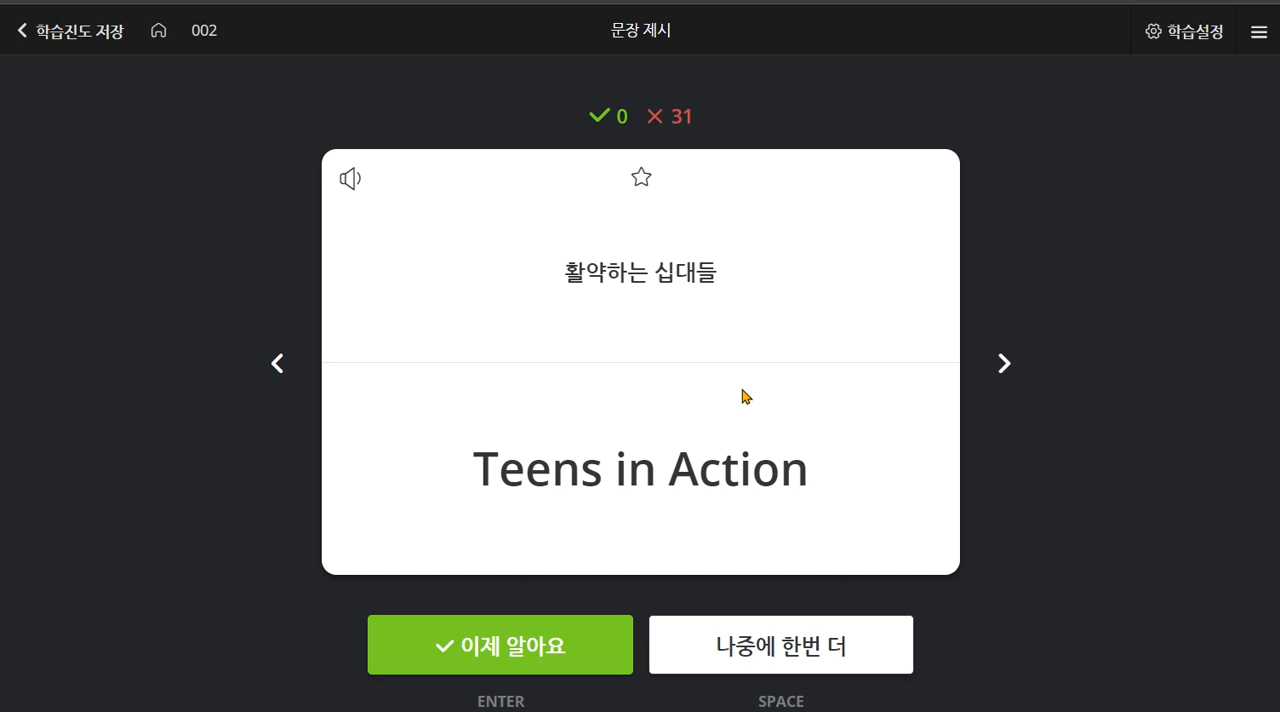 학습진도 저장
002
문장 제시
학습설정
0
31
활약하는 십대들
Teens in Action
이제 알아요
나중에 한번 더
ENTER
SPACE